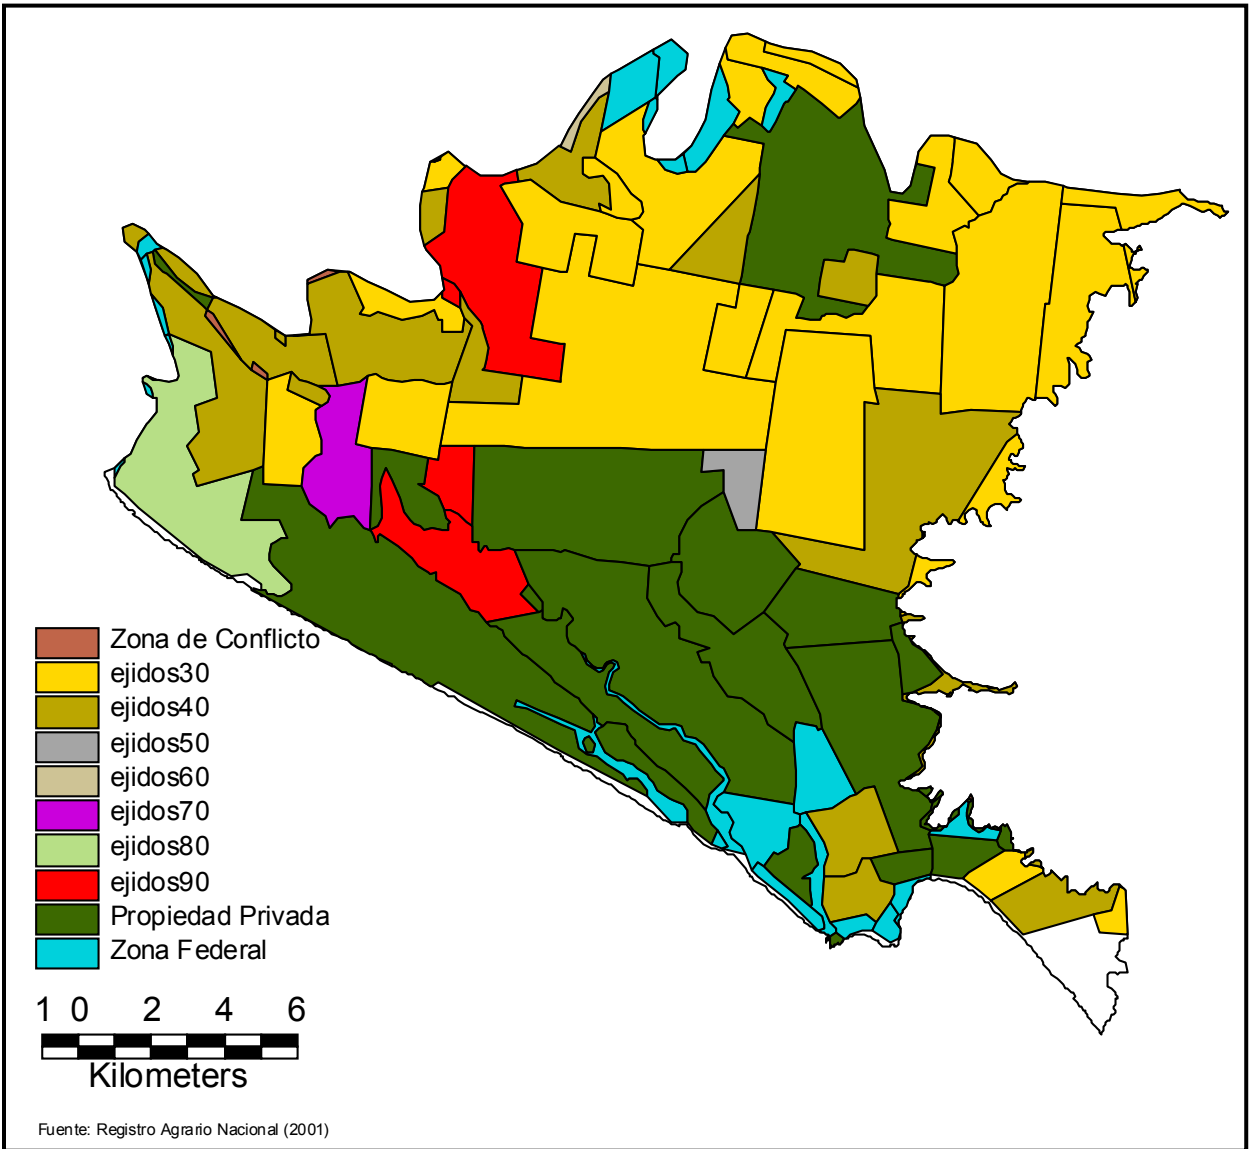 Zona de Conflicto
ejidos30
ejidos40
ejidos50
ejidos60
ejidos70
ejidos80
ejidos90
Propiedad Privada
Zona Federal
1 0 2 4 6
Kilometers
Fuente: Registro Agrario Nacional (2001)